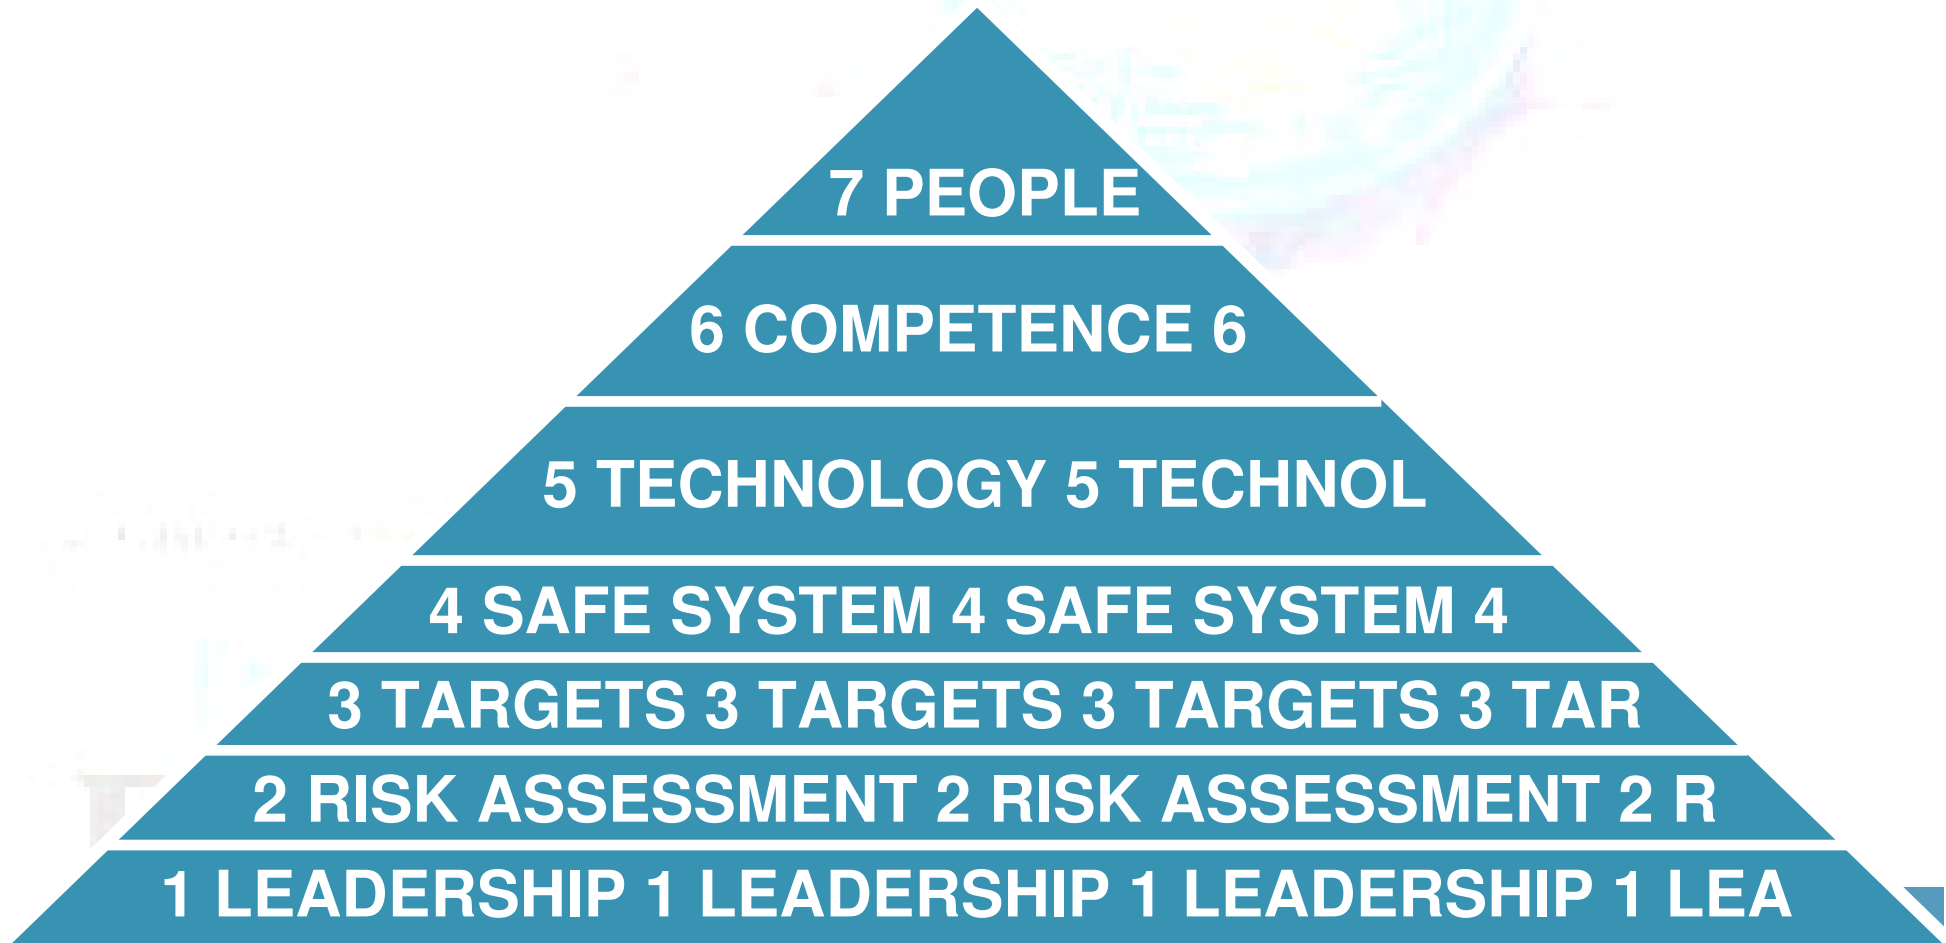 7 PEOPLE
6 COMPETENCE 6
5 TECHNOLOGY 5 TECHNOL
4 SAFE SYSTEM 4 SAFE SYSTEM 4
3 TARGETS 3 TARGETS 3 TARGETS 3 TAR
2 RISK ASSESSMENT 2 RISK ASSESSMENT 2 R
1 LEADERSHIP 1 LEADERSHIP 1 LEADERSHIP 1 LEA